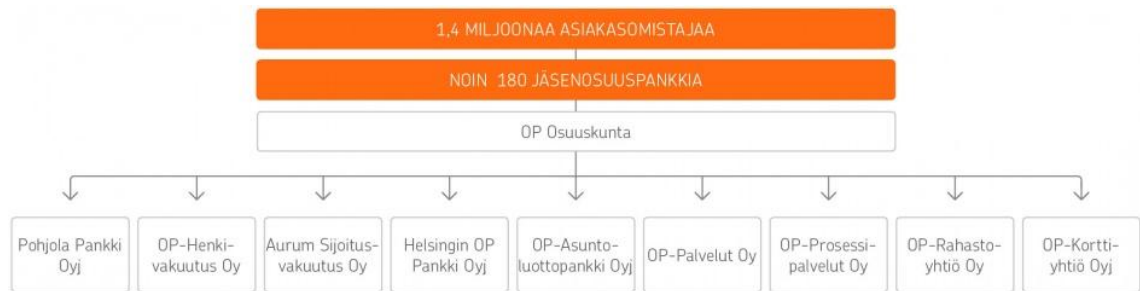 1,4 MILJOONAA ASIAKASOMISTAJAA
NOIN 180 JÄSENOSUUSPANKKIA
OP Osuuskunta
Pohjola Pankki
Oyj
OP-Henki-
vakuutus Oy
Aurum Sijoitus-
vakuutus Oy
Helsingin OP
Pankki Oyj
OP-Asunto-
luottopankki Oyj
OP-Palvelut Oy
OP-Prosessi-
palvelut Oy
OP-Rahasto-
yhtiö Oy
OP-Kortti-
yhtiö Oyj